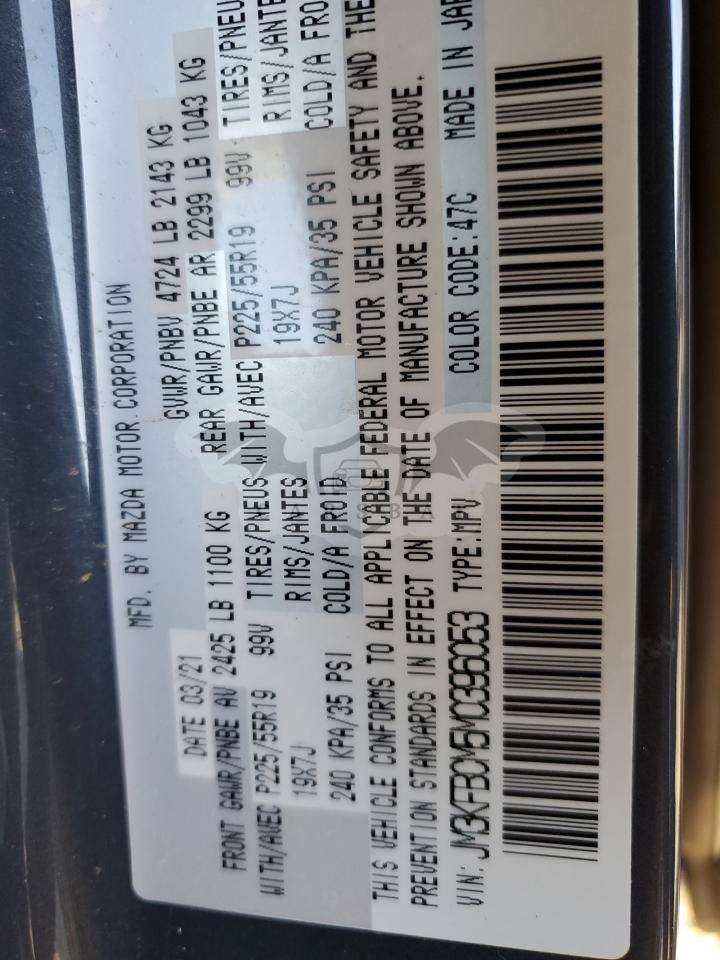 MFD. BY MAZDA MOTOR CORPORATION
DATE 03/21 GVWR/PNBV 4724 LB 2143 KG
FRONT GAWR/PNBE AV 2425 LB 1100 KG REAR GAWR/PNBE AR 2299 LB 1043 KG
WITH/AVEC P225/55R19 99V TIRES/PNEUS WITH/AVEC P225/55R19 99V TIRES/PNEU
19X7J RIMS/JANTES 19X7J RIMS/JANTE
240 KPA/35 PSI COLD/A FROID 240 KPA/35 PSI COLD/A FRO
THIS VEHICLE CONFORMS TO ALL APPLICABLE FEDERAL MOTOR VEHICLE SAFETY AND THE
PREVENTION STANDARDS IN EFFECT ON THE DATE OF MANUFACTURE SHOWN ABOVE.
VIN: JM3KFBCM5M0396053 TYPE:MPV COLOR CODE:47C MADE IN JAP